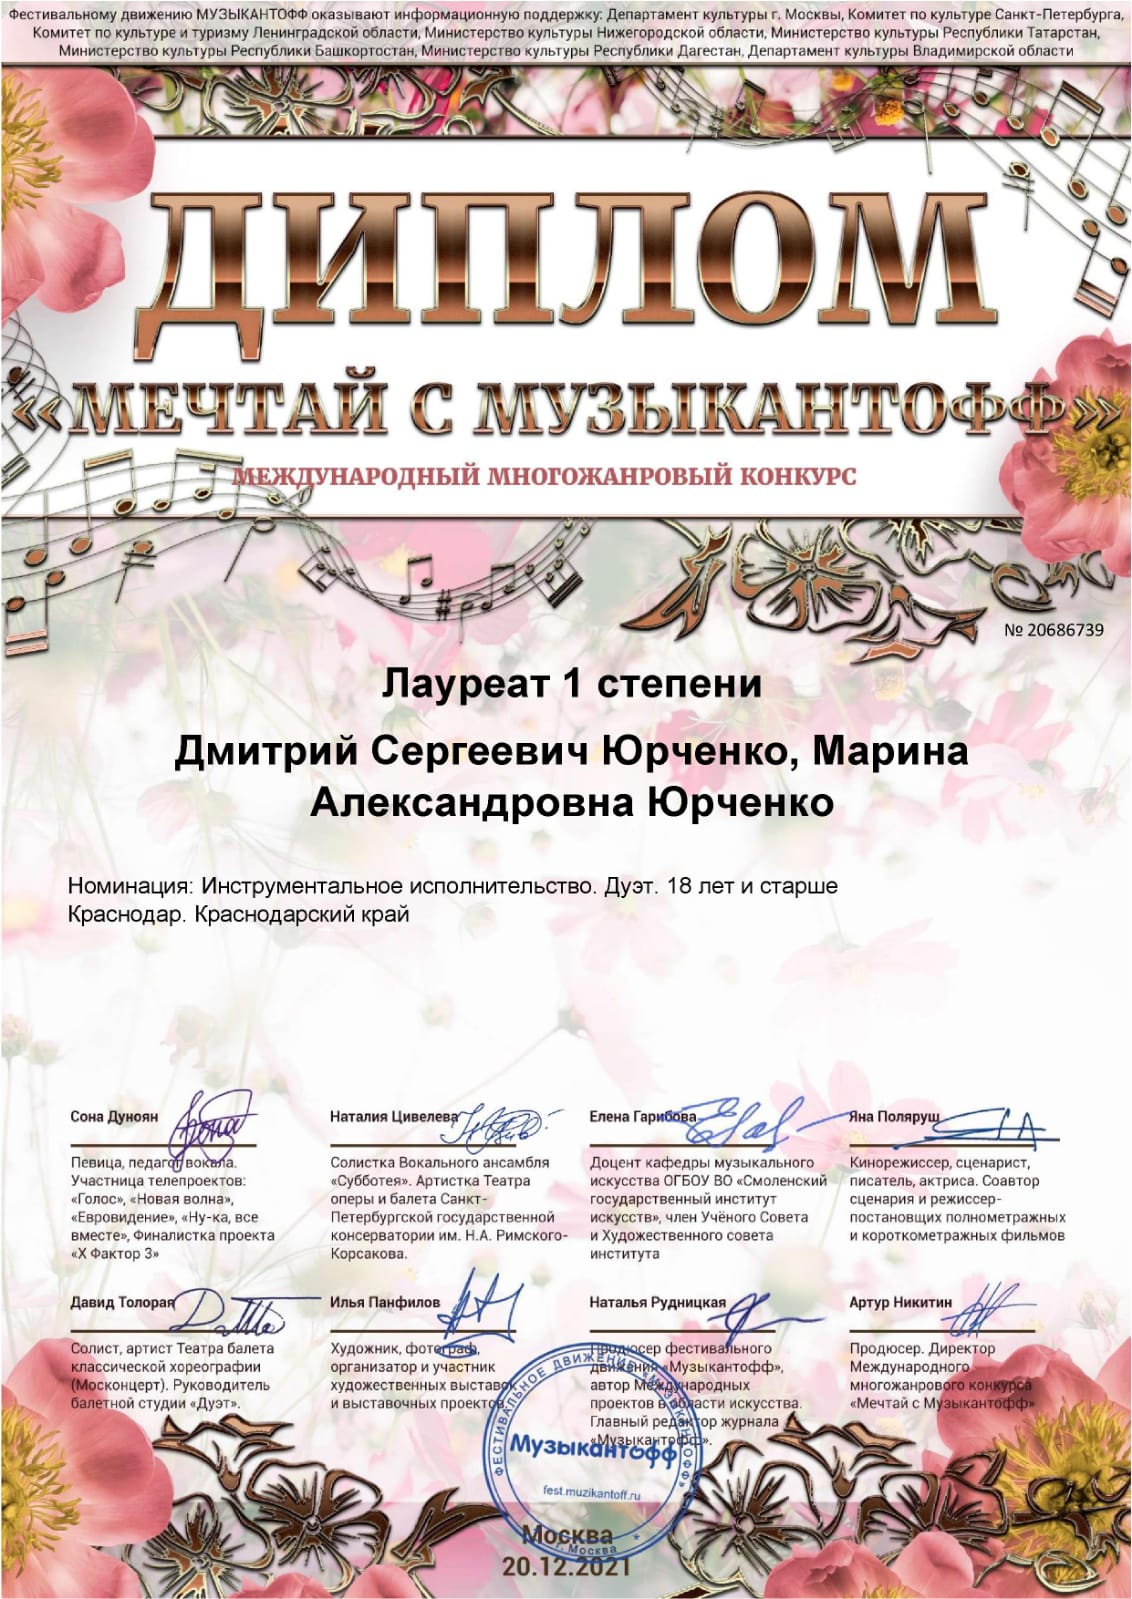 Фестивальному движению МУЗЫКАНТОФФ оказывают информационную поддержку: Департамент культуры г. Москвы, Комитет по культуре Санкт-Петербурга,
Комитет по культуре и туризму Ленинградской области, Министерство культуры Нижегородской области, Министерство культуры Республики Татарстан,
Министерство культуры Республики Башкортостан, Министерство культуры Республики Дагестан, Департамент культуры Владимирской области
ДИПЛОМ
«МЕЧТАЙ С МУЗЫКАНТОФФ»
МЕЖДУНАРОДНЫЙ МНОГОЖАНРОВЫЙ КОНКУРС
№ 20686739
Лауреат 1 степени
Дмитрий Сергеевич Юрченко, Марина
Александровна Юрченко
Номинация: Инструментальное исполнительство. Дуэт. 18 лет и старше
Краснодар. Краснодарский край
Сона Дуноян
Певица, педагог вокала.
Участница телепроектов:
«Голос», «Новая волна»,
«Евровидение», «Ну-ка, все
вместе», Финалистка проекта
«Х Фактор 3»
Наталия Цивелева
Солистка Вокального ансамбля
«Субботея». Артистка Театра
оперы и балета Санкт-
Петербургской государственной
консерватории им. Н.А. Римского-
Корсакова.
Елена Гарибова
Доцент кафедры музыкального
искусства ОГБОУ ВО «Смоленский
государственный институт
искусств», член Учёного Совета
и Художественного совета
института
Яна Поляруш
Кинорежиссер, сценарист,
писатель, актриса. Соавтор
сценария и режиссер-
постановщих полнометражных
и короткометражных фильмов
Давид Толорая
Солист, артист Театра балета
классической хореографии
(Москонцерт). Руководитель
балетной студии «Дуэт».
Илья Панфилов
Художник, фотограф,
организатор и участник
художественных выставок
и выставочных проектов.
Наталья Рудницкая
Продюсер фестивального
движения «Музыкантофф»,
автор Международных
проектов в области искусства.
Главный редактор журнала
«Музыкантофф».
Артур Никитин
Продюсер. Директор
Международного
многожанрового конкурса
«Мечтай с Музыкантофф»
ФЕСТИВАЛЬНОЕ ДВИЖЕНИЕ «МУЗЫКАНТОФФ»
Музыкантофф
fest.muzikantoff.ru
г. Москва
Москва
20.12.2021